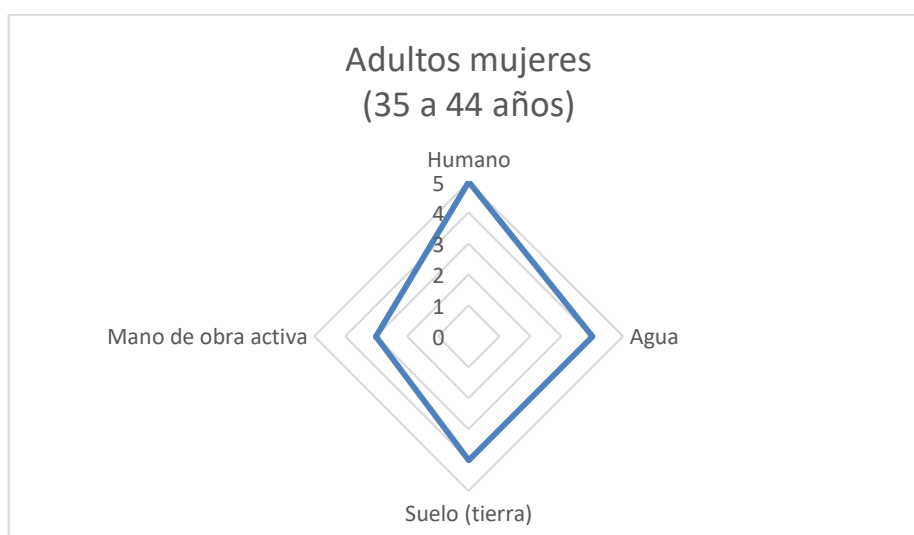 Adultos mujeres
(35 a 44 años)
Humano
5
4
3
2
1
0
Mano de obra activa
Agua
Suelo (tierra)